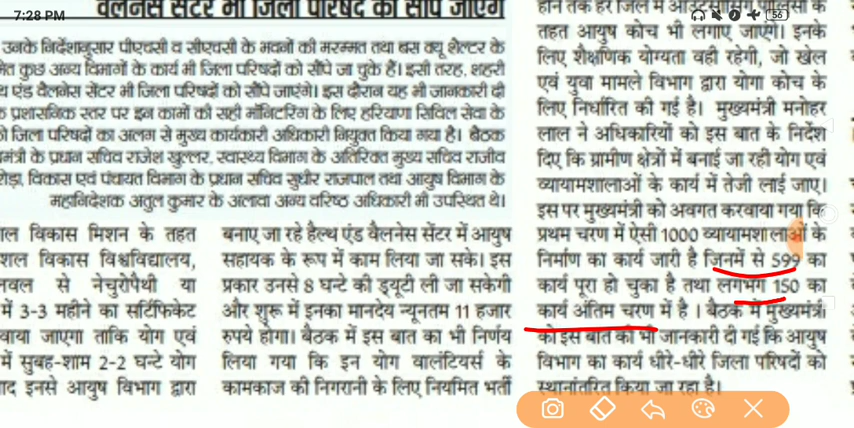 7:28 PM
56
वेलनेस सेंटर भी जिला परिषद को सौंपे जाएंगे
उनके निर्देशानुसार पीएचसी व सीएचसी के भवनों की मरम्मत तथा बस क्यू शेल्टर के
कुछ अन्य विभागों के कार्य भी जिला परिषदों को सौंपे जा चुके हैं। इसी तरह, शहरी
एंड वैलनेस सेंटर भी जिला परिषदों को सौंपे जाएंगे। इस दौरान यह भी जानकारी दी
प्रशासनिक स्तर पर इन कामों की सही मॉनिटरिंग के लिए हरियाणा सिविल सेवा के
जिला परिषदों का अलग से मुख्य कार्यकारी अधिकारी नियुक्त किया गया है। बैठक
के प्रधान सचिव राजेश खुल्लर, स्वास्थ्य विभाग के अतिरिक्त मुख्य सचिव राजीव
विकास एवं पंचायत विभाग के प्रधान सचिव सुधीर राजपाल तथा आयुष विभाग के
महानिदेशक अतुल कुमार के अलावा अन्य वरिष्ठ अधिकारी भी उपस्थित थे।
विकास मिशन के तहत
विकास विश्वविद्यालय,
से नेचुरोपैथी या
में 3-3 महीने का सर्टिफिकेट
जाएगा ताकि योग एवं
में सुबह-शाम 2-2 घन्टे योग
इनसे आयुष विभाग द्वारा
बनाए जा रहे हैल्थ एंड वैलनेस सेंटर में आयुष
सहायक के रूप में काम लिया जा सके। इस
प्रकार उनसे 8 घन्टे की ड्यूटी ली जा सकेगी
और शुरू में इनका मानदेय न्यूनतम 11 हजार
रुपये होगा। बैठक में इस बात का भी निर्णय
लिया गया कि इन योग वालंटियर्स के
कामकाज की निगरानी के लिए नियमित भर्ती
होने तक हर जिले में
तहत आयुष कोच भी लगाए जाएंगे। इनके
लिए शैक्षणिक योग्यता वही रहेगी, जो खेल
एवं युवा मामले विभाग द्वारा योगा कोच के
लिए निर्धारित की गई है। मुख्यमंत्री मनोहर
लाल ने अधिकारियों को इस बात के निर्देश
दिए कि ग्रामीण क्षेत्रों में बनाई जा रही योग एवं
व्यायामशालाओं के कार्य में तेजी लाई जाए।
इस पर मुख्यमंत्री को अवगत करवाया गया कि
प्रथम चरण में ऐसी 1000 व्यायामशालाओं के
निर्माण का कार्य जारी है जिनमें से 599 का
कार्य पूरा हो चुका है तथा लगभग 150 का
कार्य अंतिम चरण में है । बैठक में मुख्यमंत्री
को इस बात की भी जानकारी दी गई कि आयुष
विभाग का कार्य धीरे-धीरे जिला परिषदों को
स्थानांतरित किया जा रहा है।